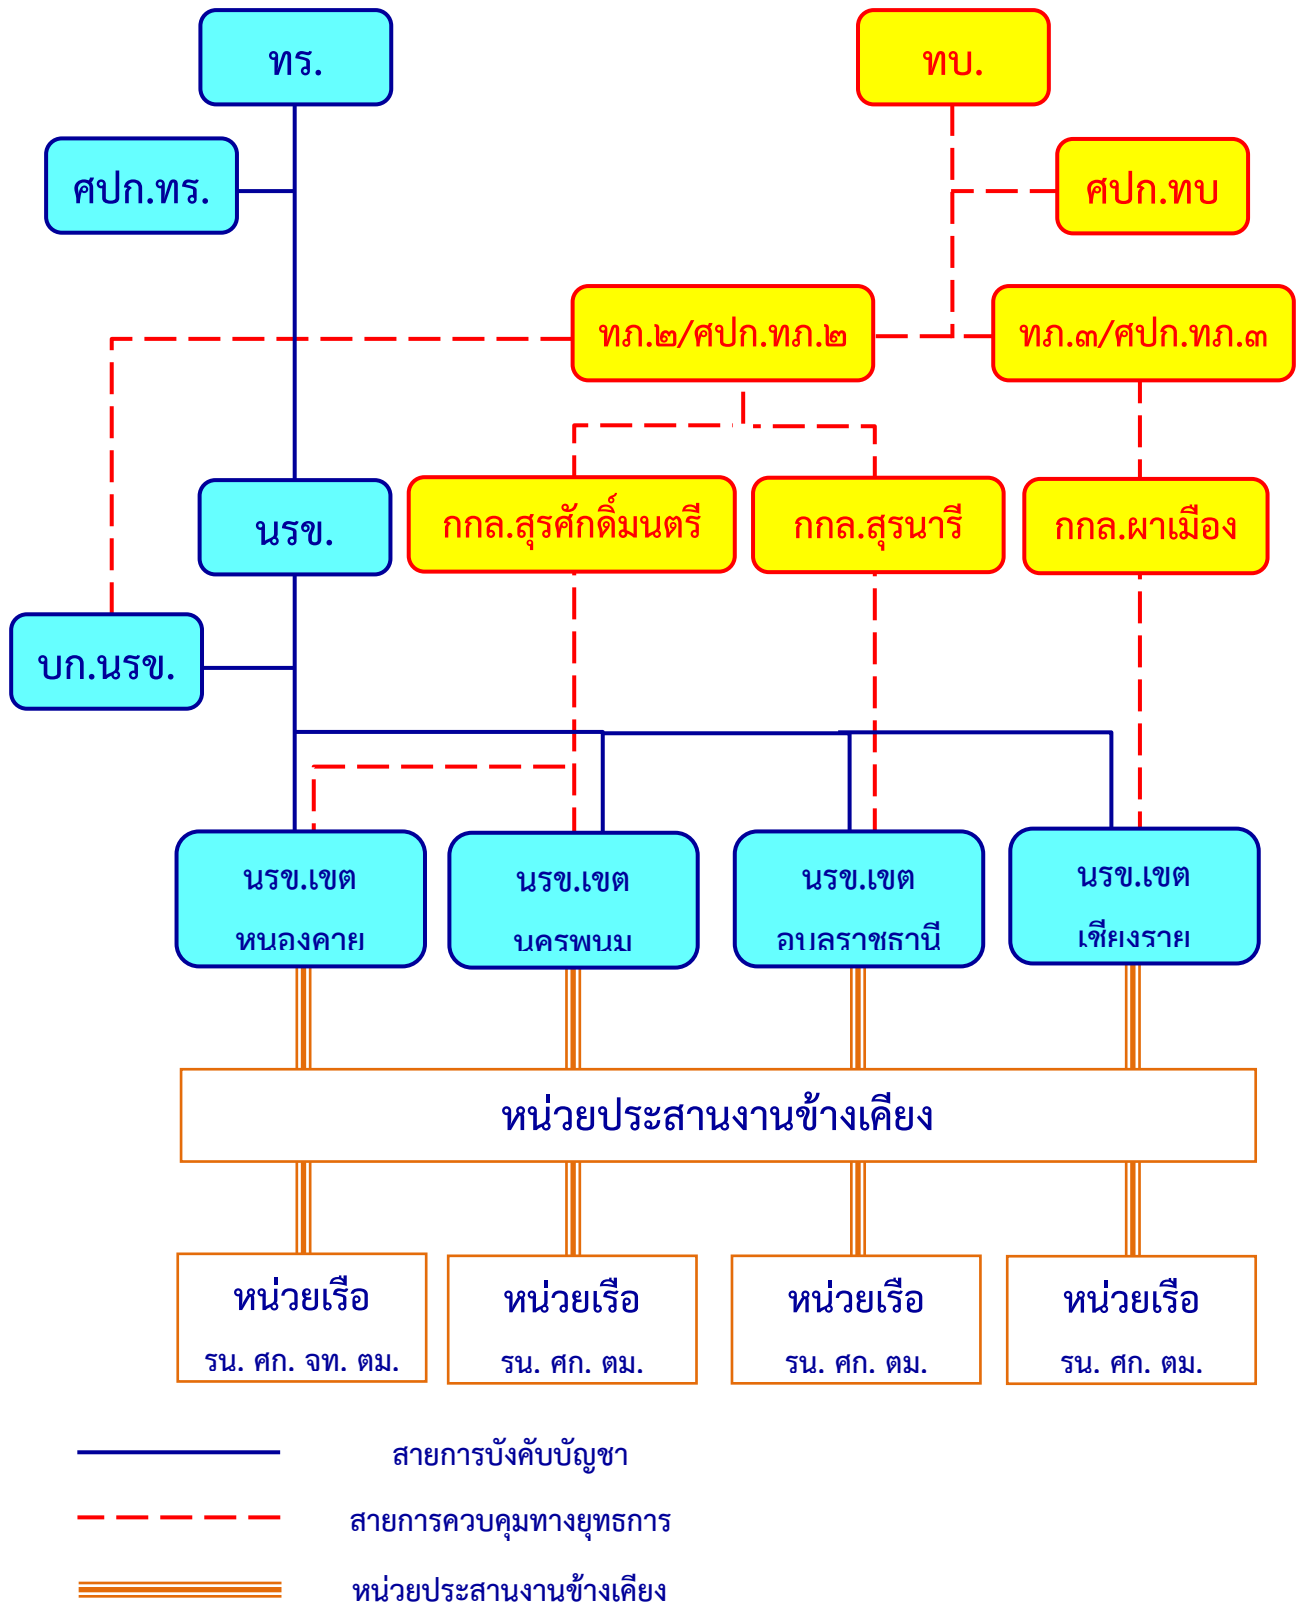 ทร.
ทบ.
ศปก.ทร.
ศปก.ทบ
ทภ.๒/ศปก.ทภ.๒
ทภ.๓/ศปก.ทภ.๓
นรข.
กกล.สุรศักดิ์มนตรี
กกล.สุรนารี
กกล.ผาเมือง
บก.นรข.
นรข.เขต
หนองคาย
นรข.เขต
นครพนม
นรข.เขต
อุบลราชธานี
นรข.เขต
เชียงราย
หน่วยประสานงานข้างเคียง
หน่วยเรือ
รน. ศก. จท. ตม.
หน่วยเรือ
รน. ศก. ตม.
หน่วยเรือ
รน. ศก. ตม.
หน่วยเรือ
รน. ศก. ตม.
สายการบังคับบัญชา
สายการควบคุมทางยุทธการ
หน่วยประสานงานข้างเคียง